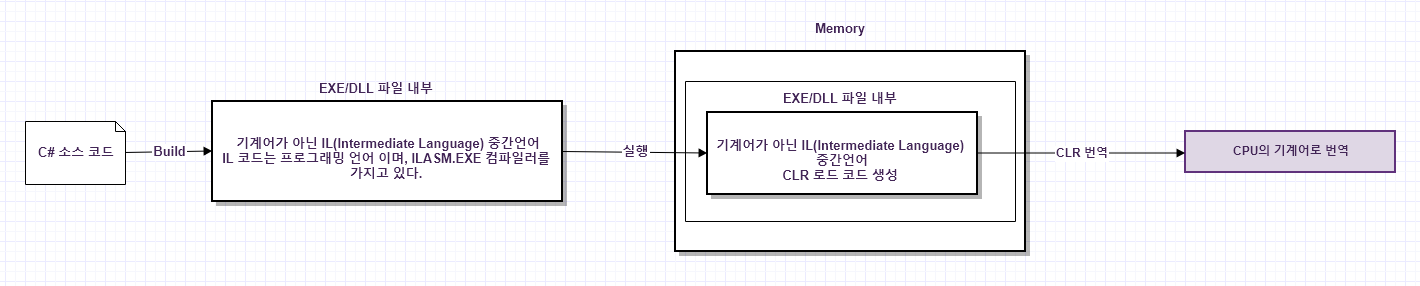 Memory
EXE/DLL 파일 내부
EXE/DLL 파일 내부
C# 소스 코드
Build
기계어가 아닌 IL(Intermediate Language) 중간언어
IL 코드는 프로그래밍 언어 이며, ILASM.EXE 컴파일러를
가지고 있다.
실행
기계어가 아닌 IL(Intermediate Language)
중간언어
CLR 로드 코드 생성
CLR 번역
CPU의 기계어로 번역